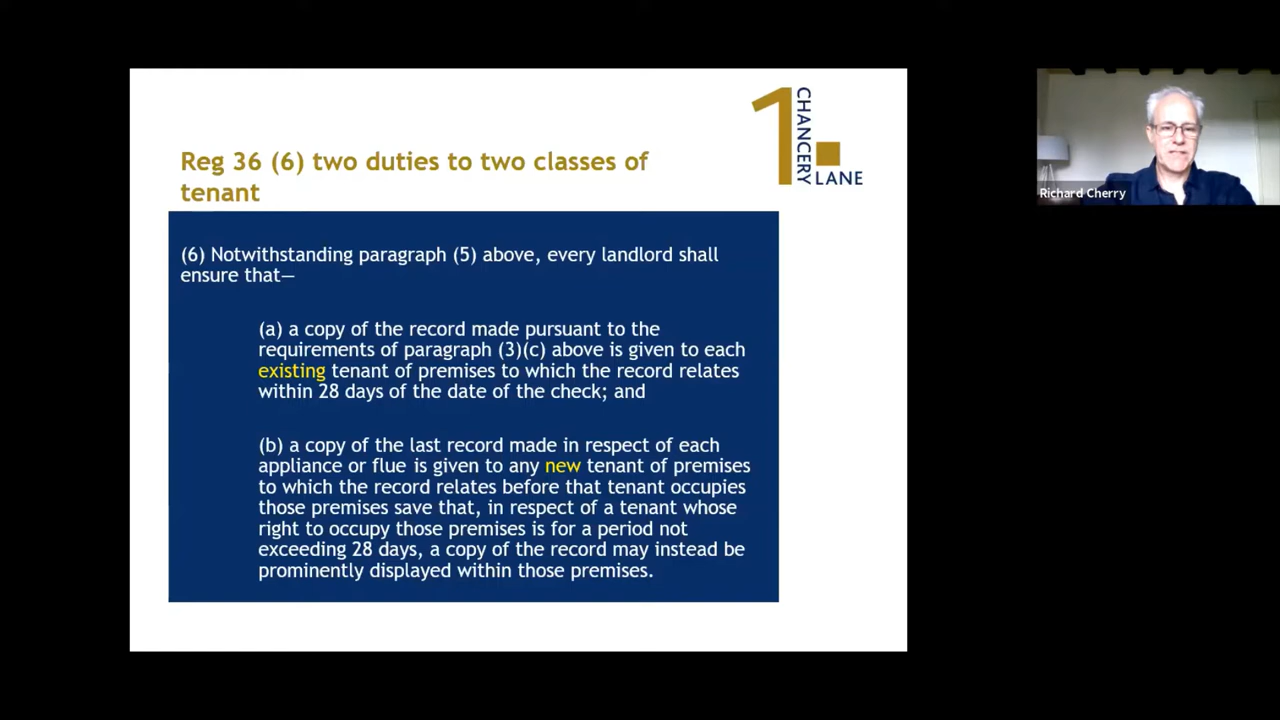 Reg 36 (6) two duties to two classes of
tenant
1 CHANCERY LANE
(6) Notwithstanding paragraph (5) above, every landlord shall
ensure that—
(a) a copy of the record made pursuant to the
requirements of paragraph (3)(c) above is given to each
existing tenant of premises to which the record relates
within 28 days of the date of the check; and
(b) a copy of the last record made in respect of each
appliance or flue is given to any new tenant of premises
to which the record relates before that tenant occupies
those premises save that, in respect of a tenant whose
right to occupy those premises is for a period not
exceeding 28 days, a copy of the record may instead be
prominently displayed within those premises.
Richard Cherry